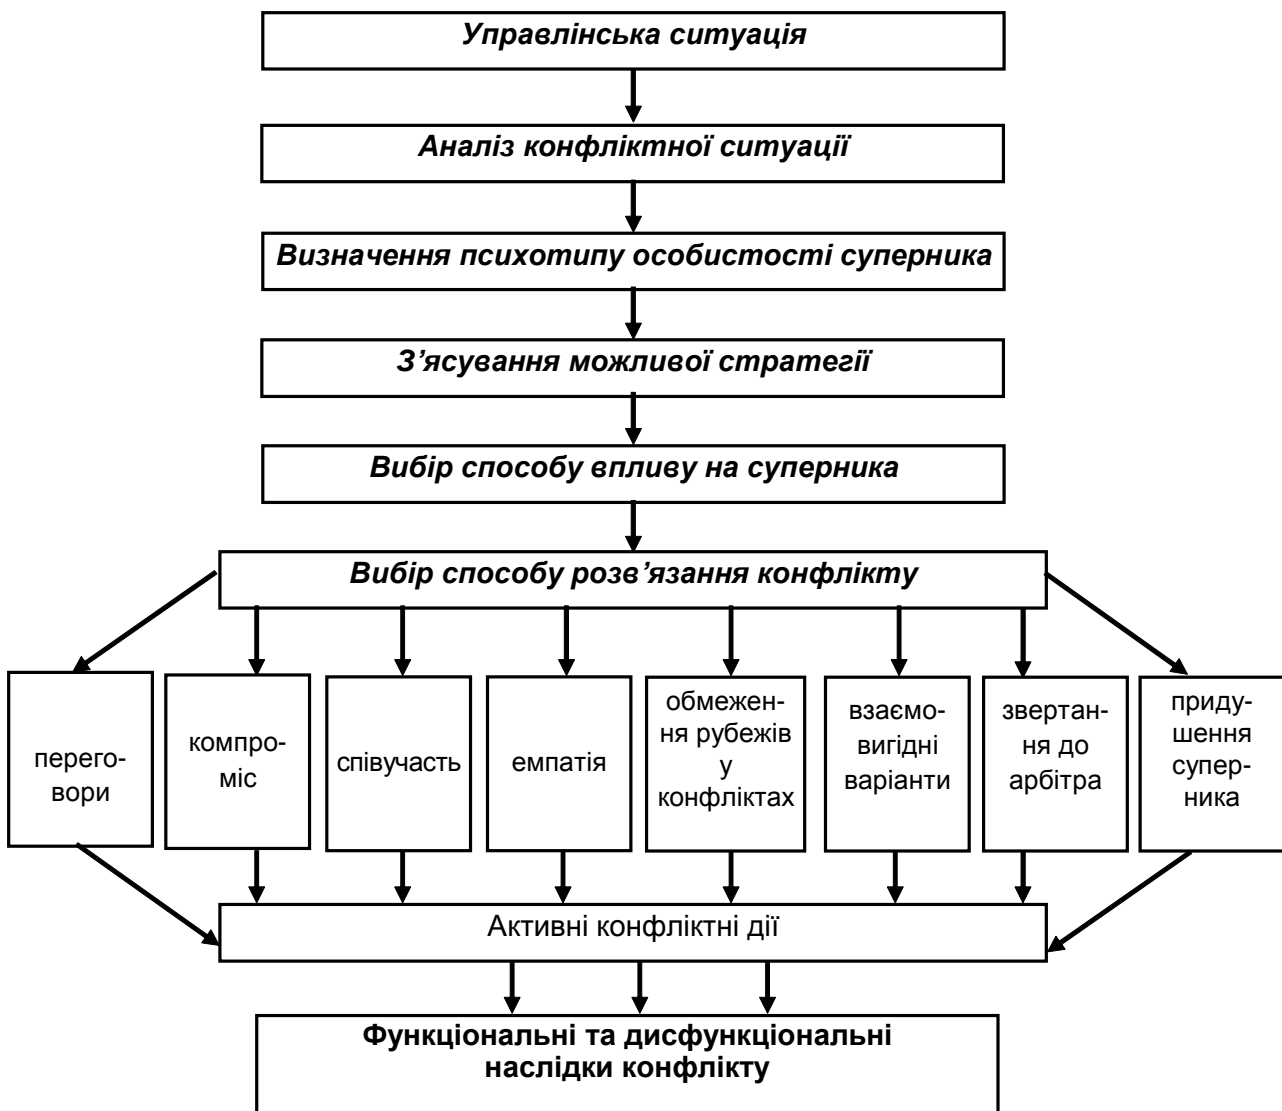 Управлінська ситуація
Аналіз конфліктної ситуації
Визначення психотипу особистості суперника
З’ясування можливої стратегії
Вибір способу впливу на суперника
Вибір способу розв’язання конфлікту
перего-
вори
компро-
міс
співучасть
емпатія
обмежен-
ня рубежів
у
конфліктах
взаємо-
вигідні
варіанти
звертан-
ня до
арбітра
приду-
шення
супер-
ника
Активні конфліктні дії
Функціональні та дисфункціональні
наслідки конфлікту